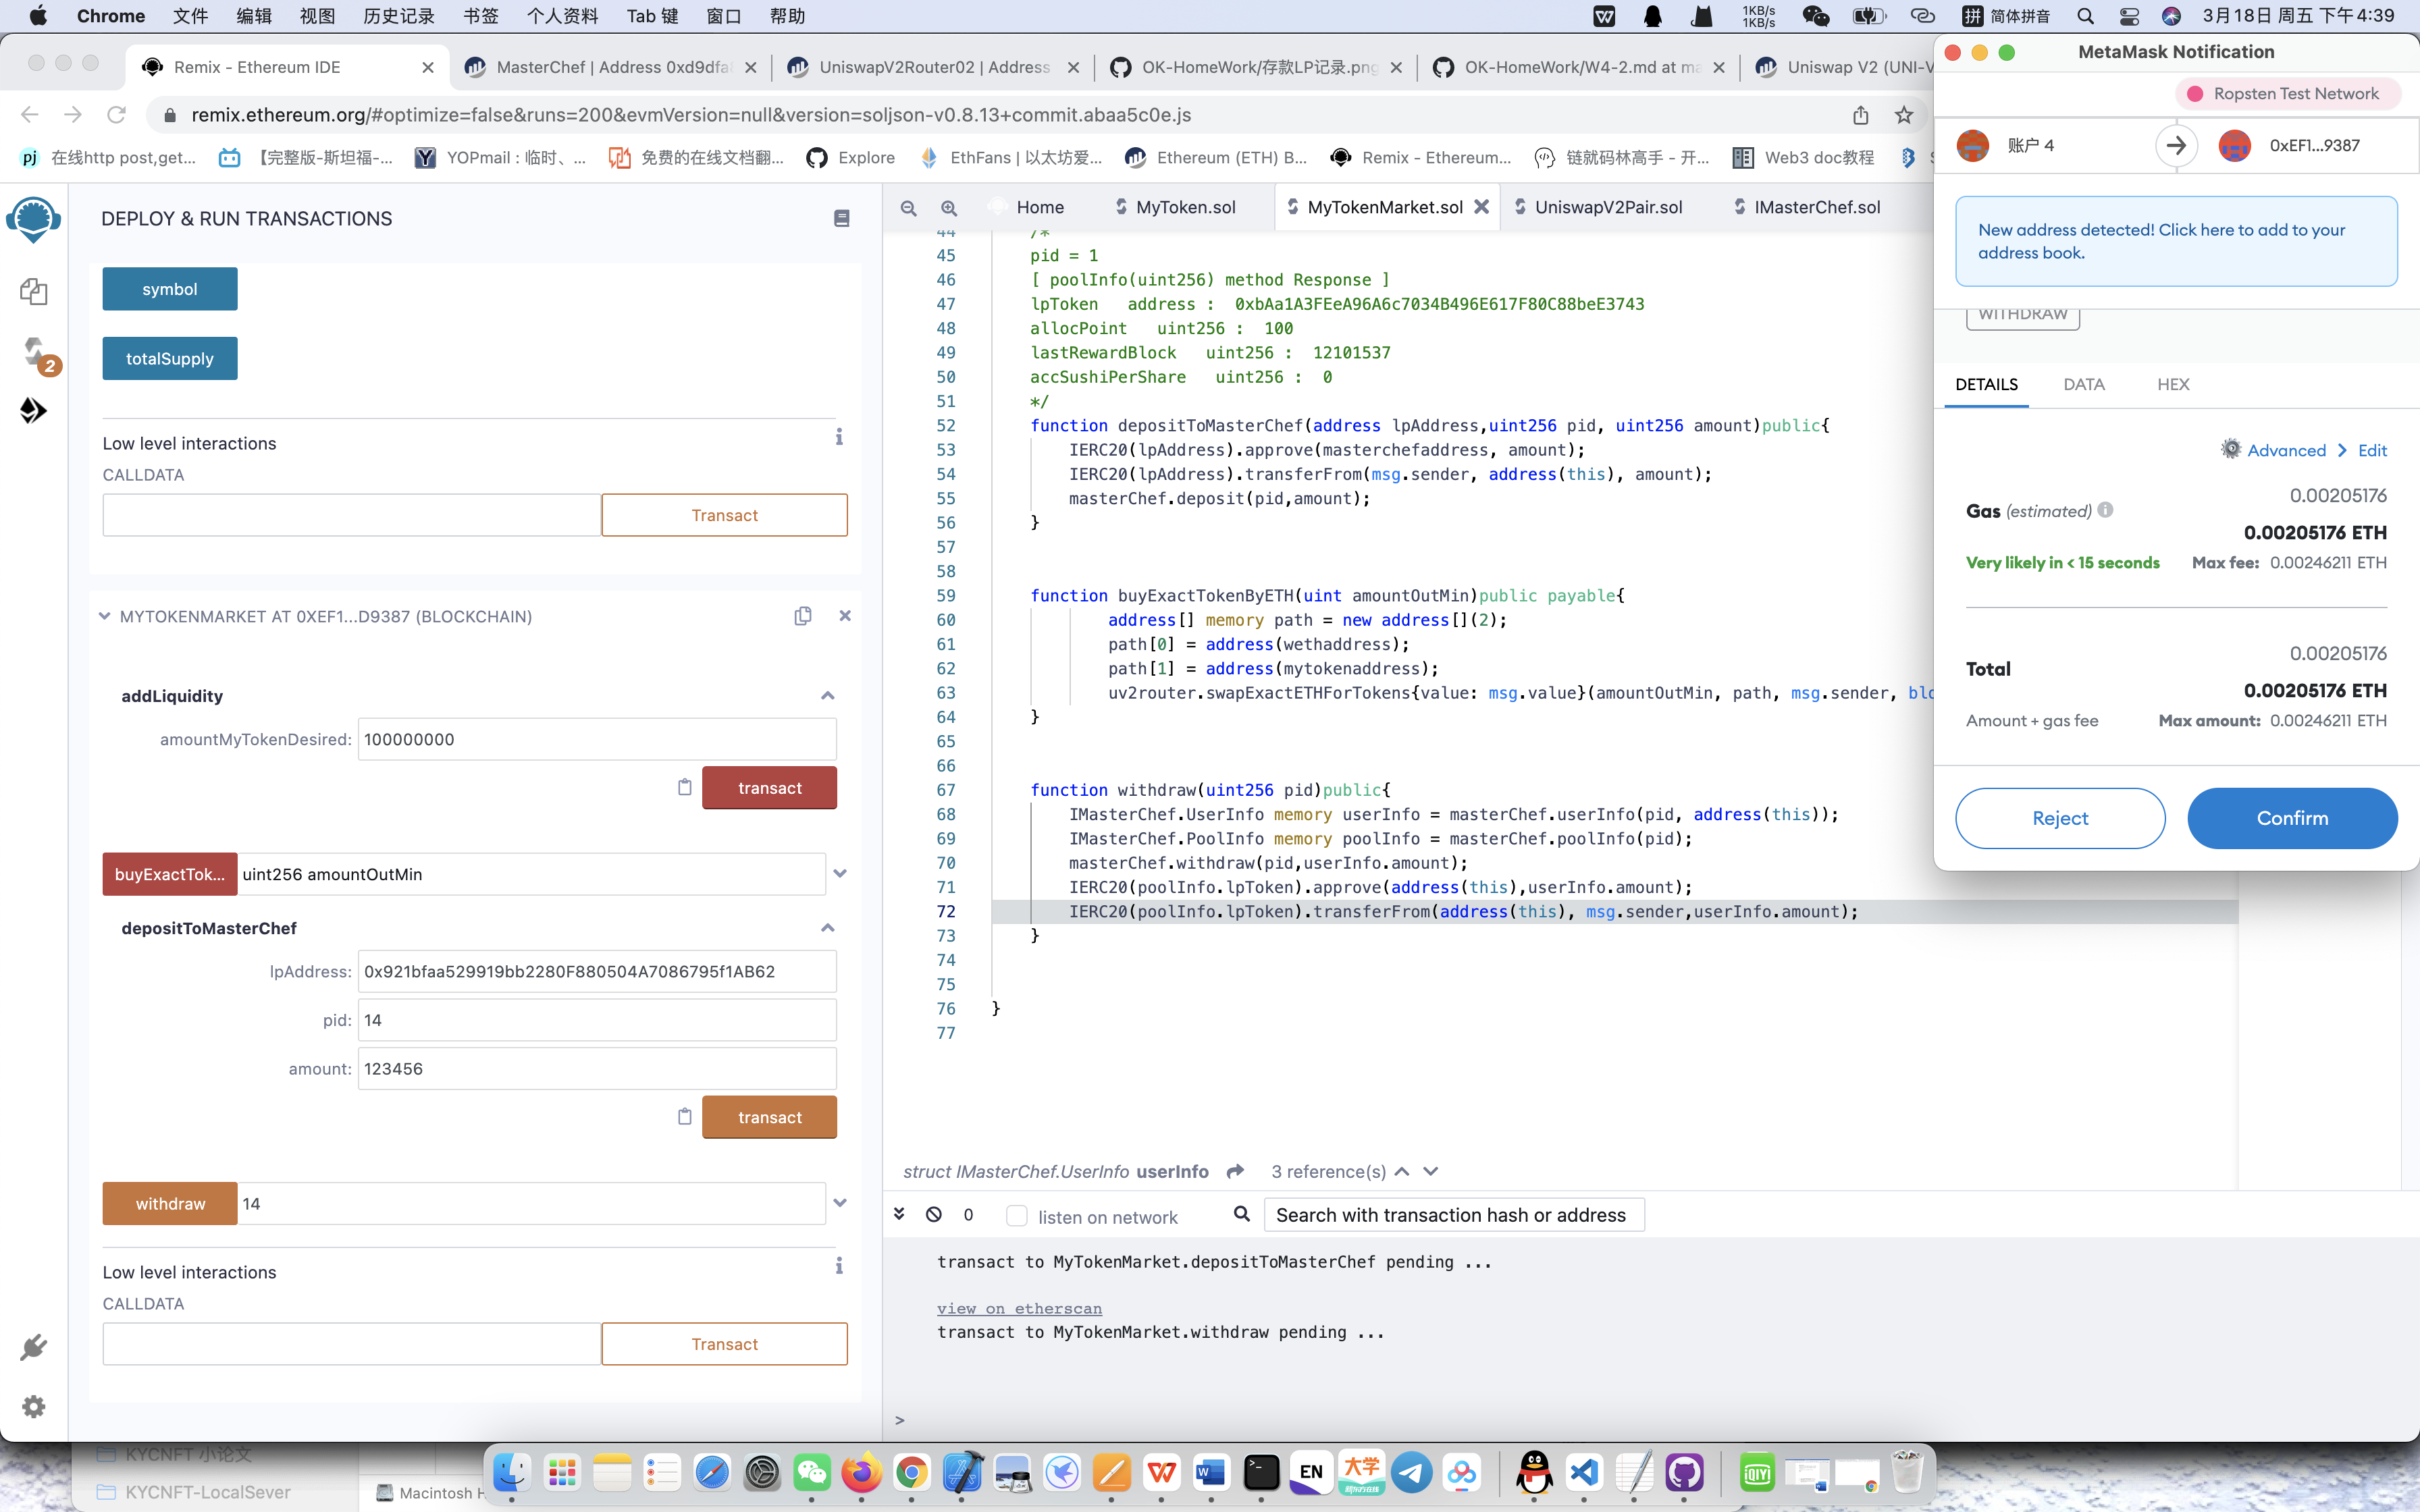 Chrome 文件 编辑 视图 历史记录 书签 个人资料 Tab 键 窗口 帮助
1KB/s
1KB/s
拼 简体拼音 3月18日 周五 下午4:39
Remix - Ethereum IDE
MasterChef | Address 0xd9dfa
UniswapV2Router02 | Address
OK-HomeWork/存款LP记录.png
OK-HomeWork/W4-2.md at ma
Uniswap V2 (UNI-V
remix.ethereum.org/#optimize=false&runs=200&evmVersion=null&version=soljson-v0.8.13+commit.abaa5c0e.js
pj 在线http post,get...
【完整版-斯坦福-...
YOPmail : 临时、...
免费的在线文档翻...
Explore
EthFans | 以太坊爱...
Ethereum (ETH) B...
Remix - Ethereum...
链就码林高手 - 开...
Web3 doc教程
DEPLOY & RUN TRANSACTIONS
symbol
totalSupply
2
Low level interactions
CALLDATA
Transact
MYTOKENMARKET AT 0XEF1...D9387 (BLOCKCHAIN)
addLiquidity
amountMyTokenDesired: 100000000
transact
buyExactTok... uint256 amountOutMin
depositToMasterChef
lpAddress: 0x921bfaa529919bb2280F880504A7086795f1AB62
pid: 14
amount: 123456
transact
withdraw 14
Low level interactions
CALLDATA
Transact
Home
MyToken.sol
MyTokenMarket.sol
UniswapV2Pair.sol
IMasterChef.sol
44 /*
45 pid = 1
46 [ poolInfo(uint256) method Response ]
47 lpToken   address :  0xbAa1A3FEeA96A6c7034B496E617F80C88beE3743
48 allocPoint   uint256 :  100
49 lastRewardBlock   uint256 :  12101537
50 accSushiPerShare   uint256 :  0
51 */
52 function depositToMasterChef(address lpAddress,uint256 pid, uint256 amount)public{
53 IERC20(lpAddress).approve(masterchefaddress, amount);
54 IERC20(lpAddress).transferFrom(msg.sender, address(this), amount);
55 masterChef.deposit(pid,amount);
56 }
57
58
59 function buyExactTokenByETH(uint amountOutMin)public payable{
60 address[] memory path = new address[](2);
61 path[0] = address(wethaddress);
62 path[1] = address(mytokenaddress);
63 uv2router.swapExactETHForTokens{value: msg.value}(amountOutMin, path, msg.sender, blo
64 }
65
66
67 function withdraw(uint256 pid)public{
68 IMasterChef.UserInfo memory userInfo = masterChef.userInfo(pid, address(this));
69 IMasterChef.PoolInfo memory poolInfo = masterChef.poolInfo(pid);
70 masterChef.withdraw(pid,userInfo.amount);
71 IERC20(poolInfo.lpToken).approve(address(this),userInfo.amount);
72 IERC20(poolInfo.lpToken).transferFrom(address(this), msg.sender,userInfo.amount);
73 }
74
75
76 }
77
struct IMasterChef.UserInfo userInfo 3 reference(s)
0 listen on network Search with transaction hash or address
transact to MyTokenMarket.depositToMasterChef pending ...
view on etherscan
transact to MyTokenMarket.withdraw pending ...
>
MetaMask Notification
Ropsten Test Network
账户 4
0xEF1...9387
New address detected! Click here to add to your
address book.
WITHDRAW
DETAILS DATA HEX
Advanced Edit
0.00205176
Gas (estimated)
0.00205176 ETH
Very likely in < 15 seconds Max fee: 0.00246211 ETH
0.00205176
Total
0.00205176 ETH
Amount + gas fee Max amount: 0.00246211 ETH
Reject Confirm
KYCNFT 小论文
KYCNFT-LocalSever
Macintosh H
EN
大学
iQIY